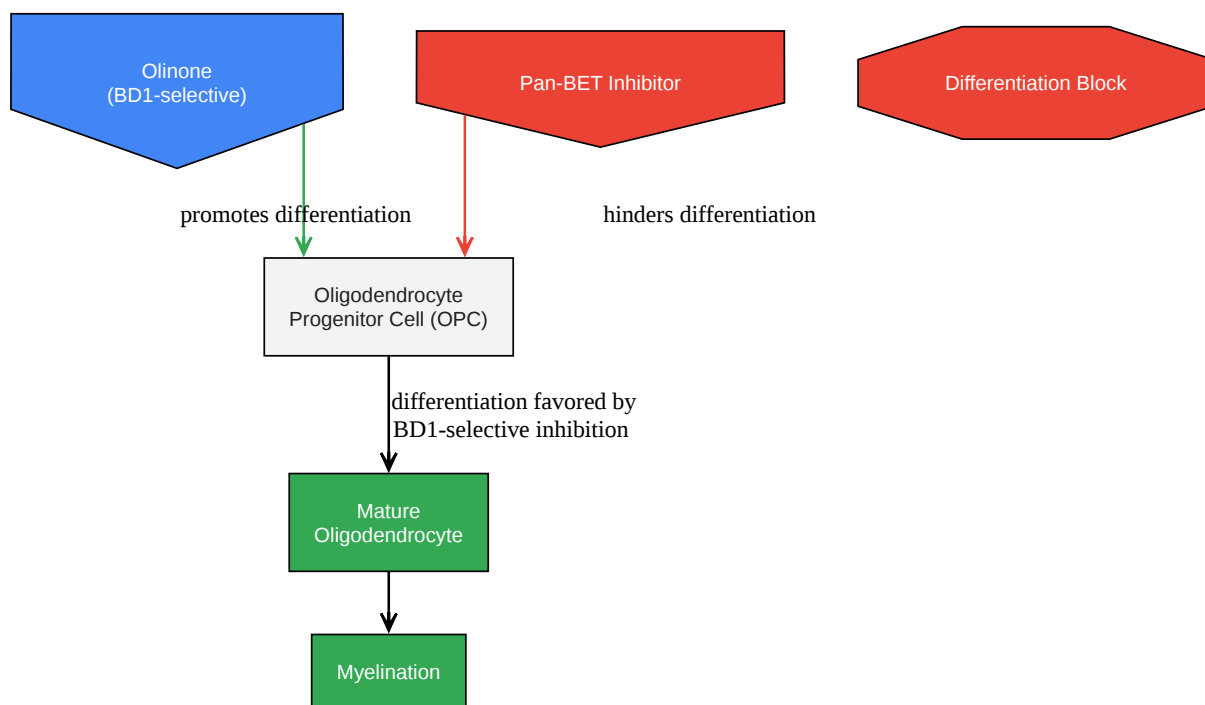 Olinone
(BD1-selective)
Pan-BET Inhibitor
Differentiation Block
promotes differentiation
hinders differentiation
Oligodendrocyte
Progenitor Cell (OPC)
differentiation favored by
BD1-selective inhibition
Mature
Oligodendrocyte
Myelination